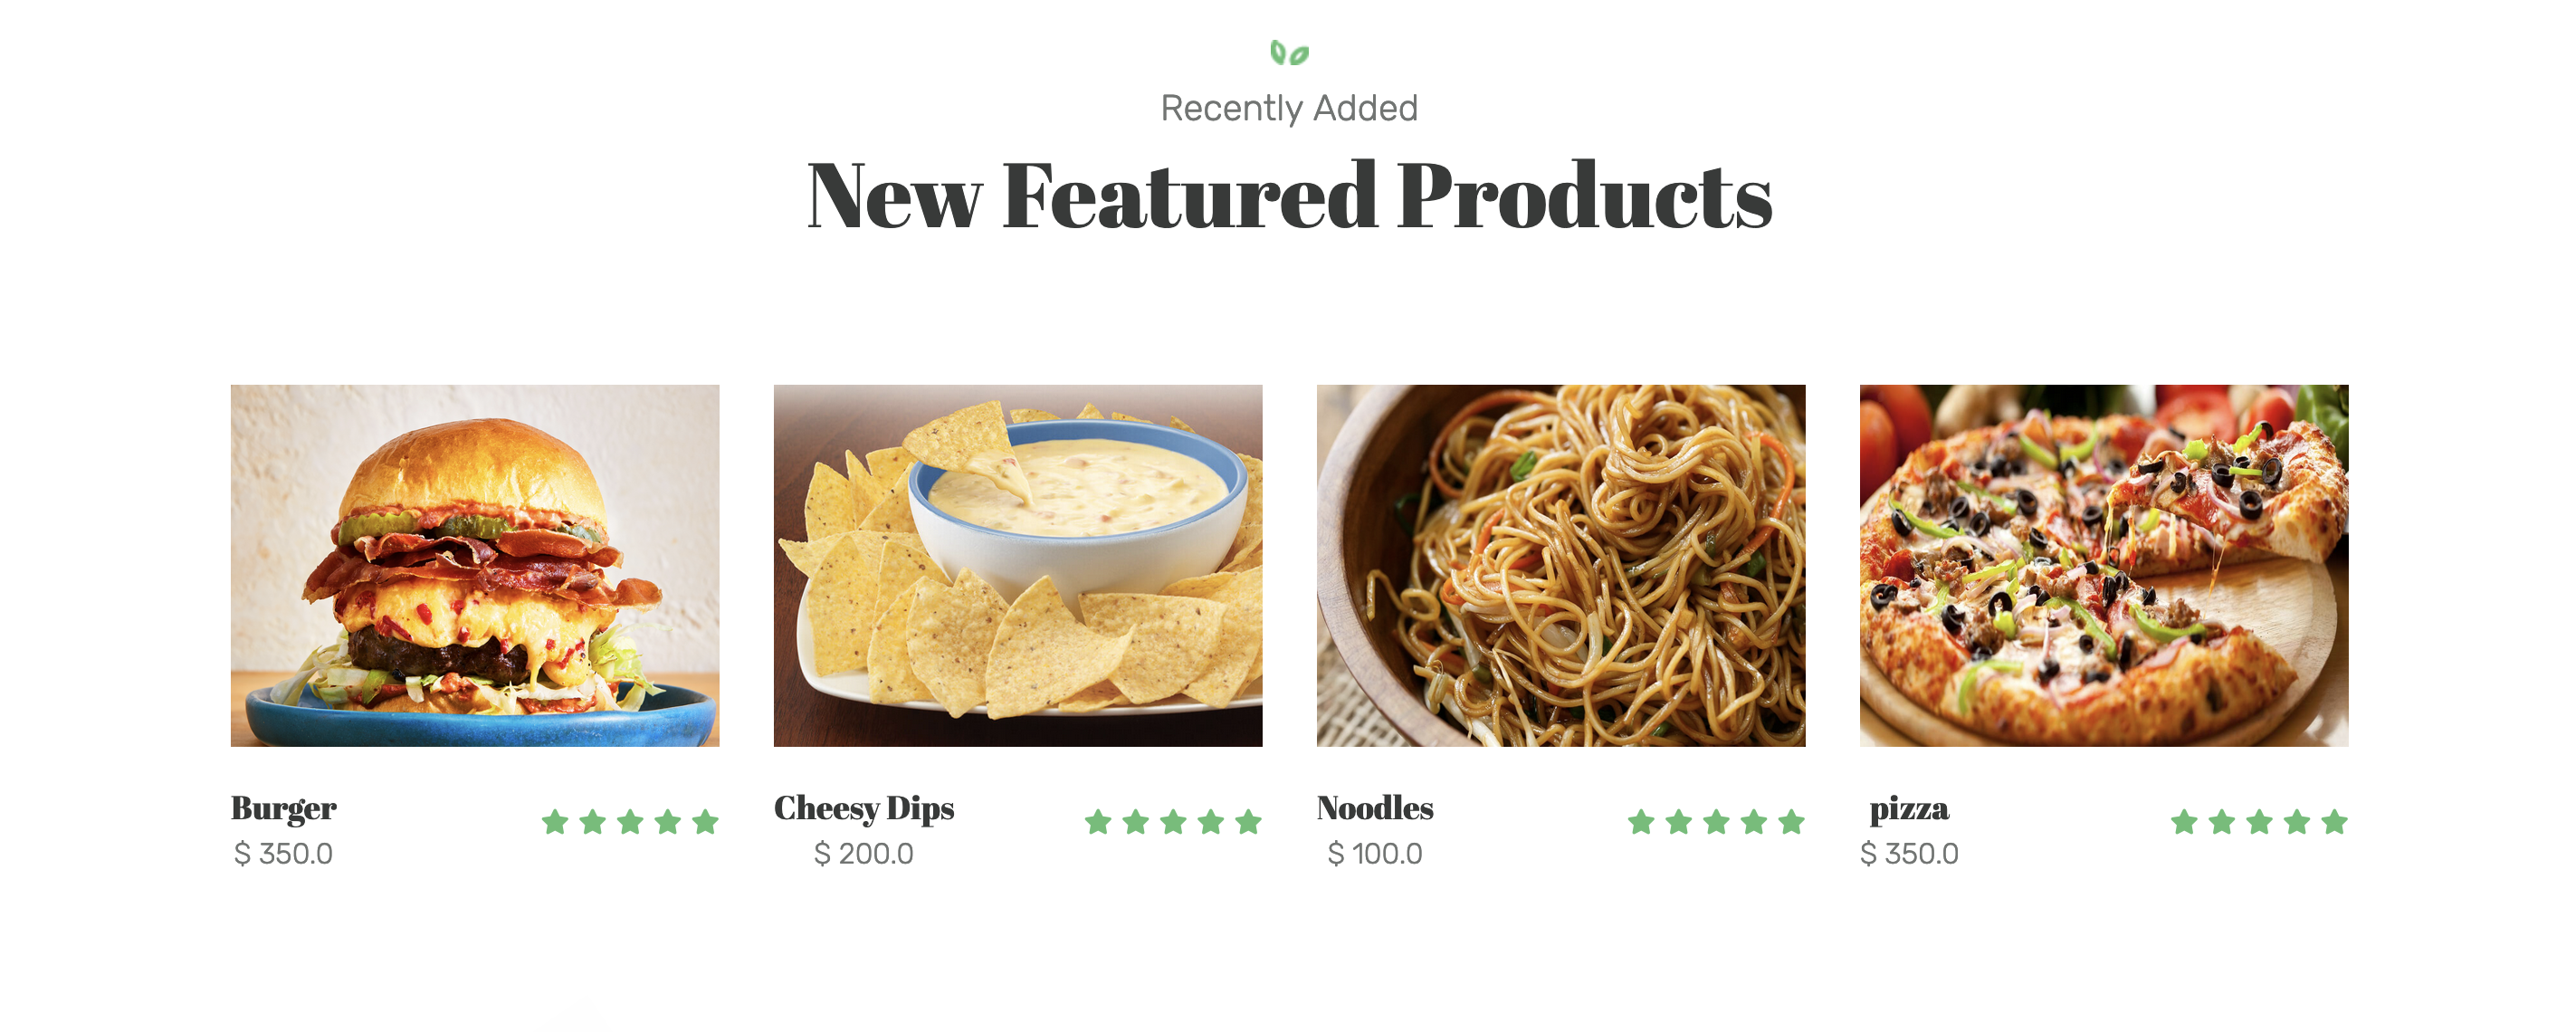 Recently Added
New Featured Products
Burger
$ 350.0
Cheesy Dips
$ 200.0
Noodles
$ 100.0
pizza
$ 350.0